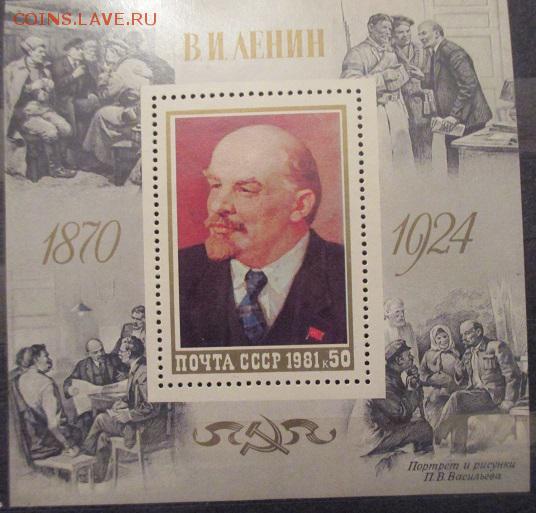 COINS.LAVE.RU
В.И.ЛЕНИН
1870
1924
ПОЧТА СССР 1981 к50
Портрет и рисунки
П.В.Васильева